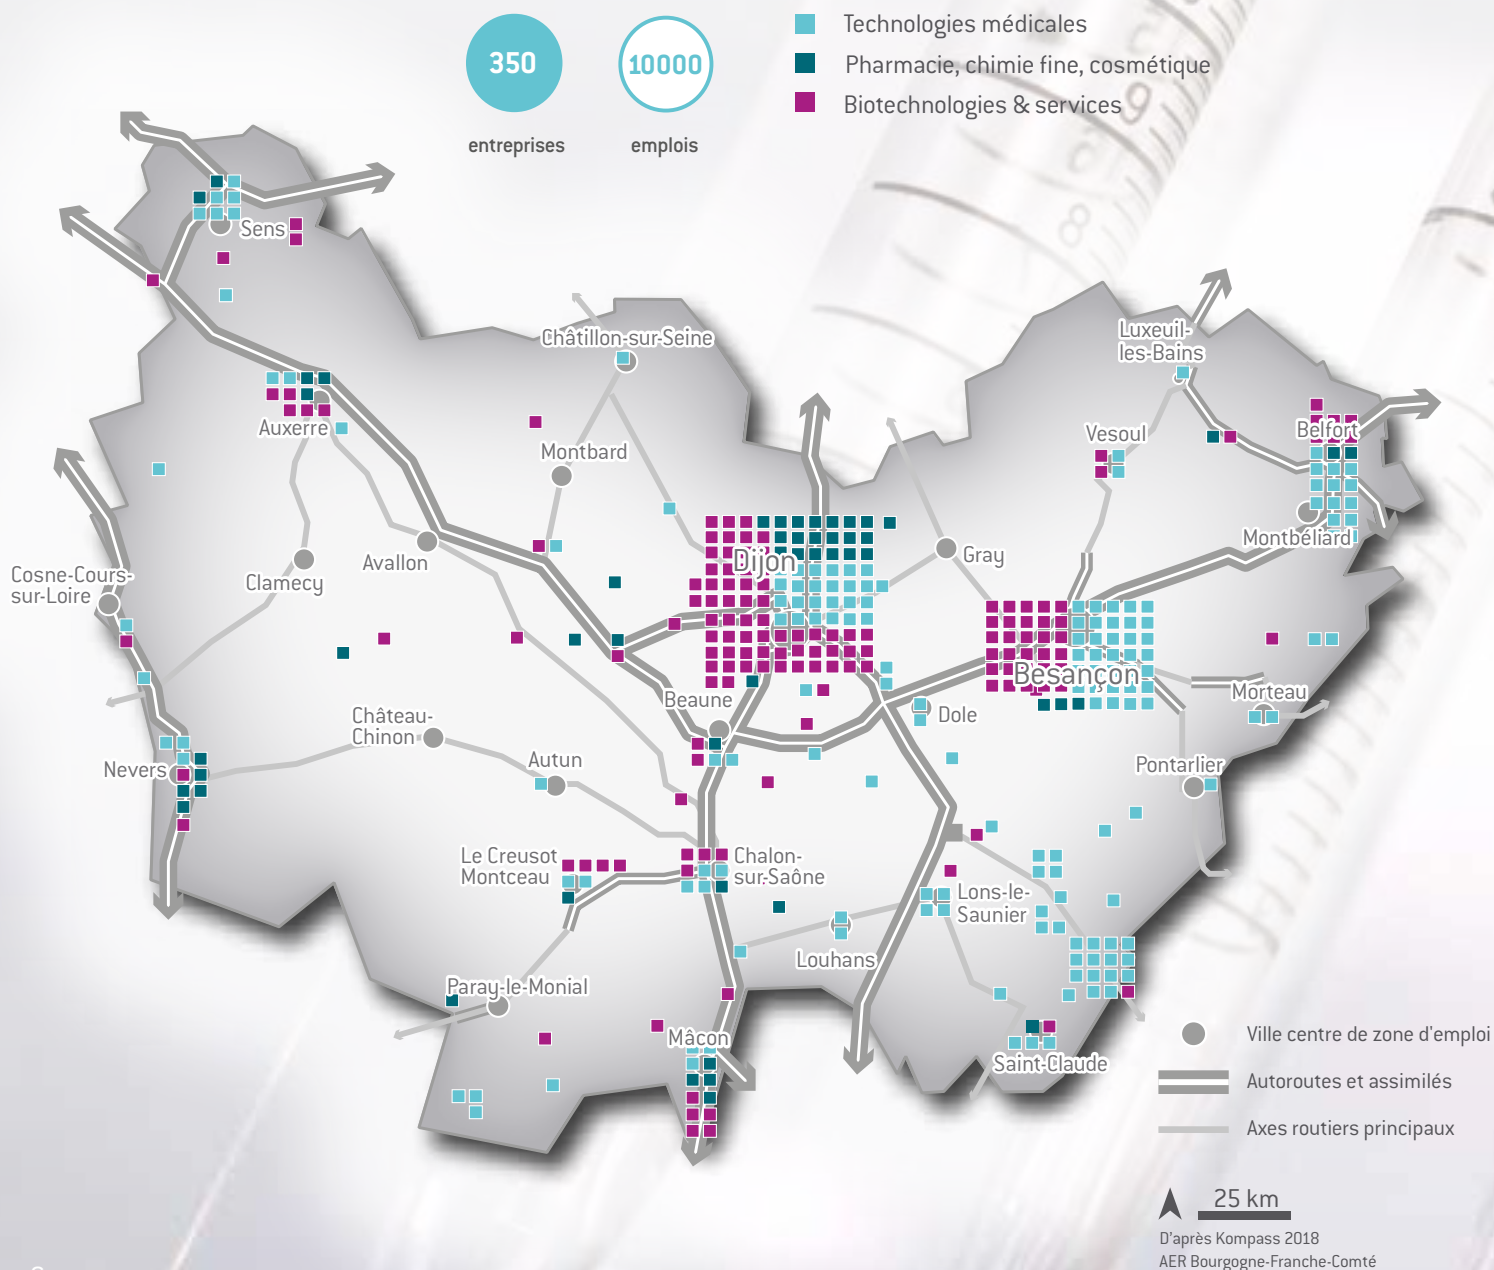 350
entreprises
10000
emplois
Technologies médicales
Pharmacie, chimie fine, cosmétique
Biotechnologies & services
Sens
Châtillon-sur-Seine
Luxeuil-
les-Bains
Auxerre
Montbard
Vesoul
Belfort
Montbéliard
Avallon
Clamecy
Cosne-Cours-
sur-Loire
Dijon
Gray
Besançon
Beaune
Dole
Morteau
Château-
Chinon
Nevers
Autun
Pontarlier
Le Creusot
Montceau
Chalon-
sur-Saône
Lons-le-
Saunier
Louhans
Paray-le-Monial
Mâcon
Saint-Claude
Ville centre de zone d'emploi
Autoroutes et assimilés
Axes routiers principaux
25 km
D'après Kompass 2018
AER Bourgogne-Franche-Comté